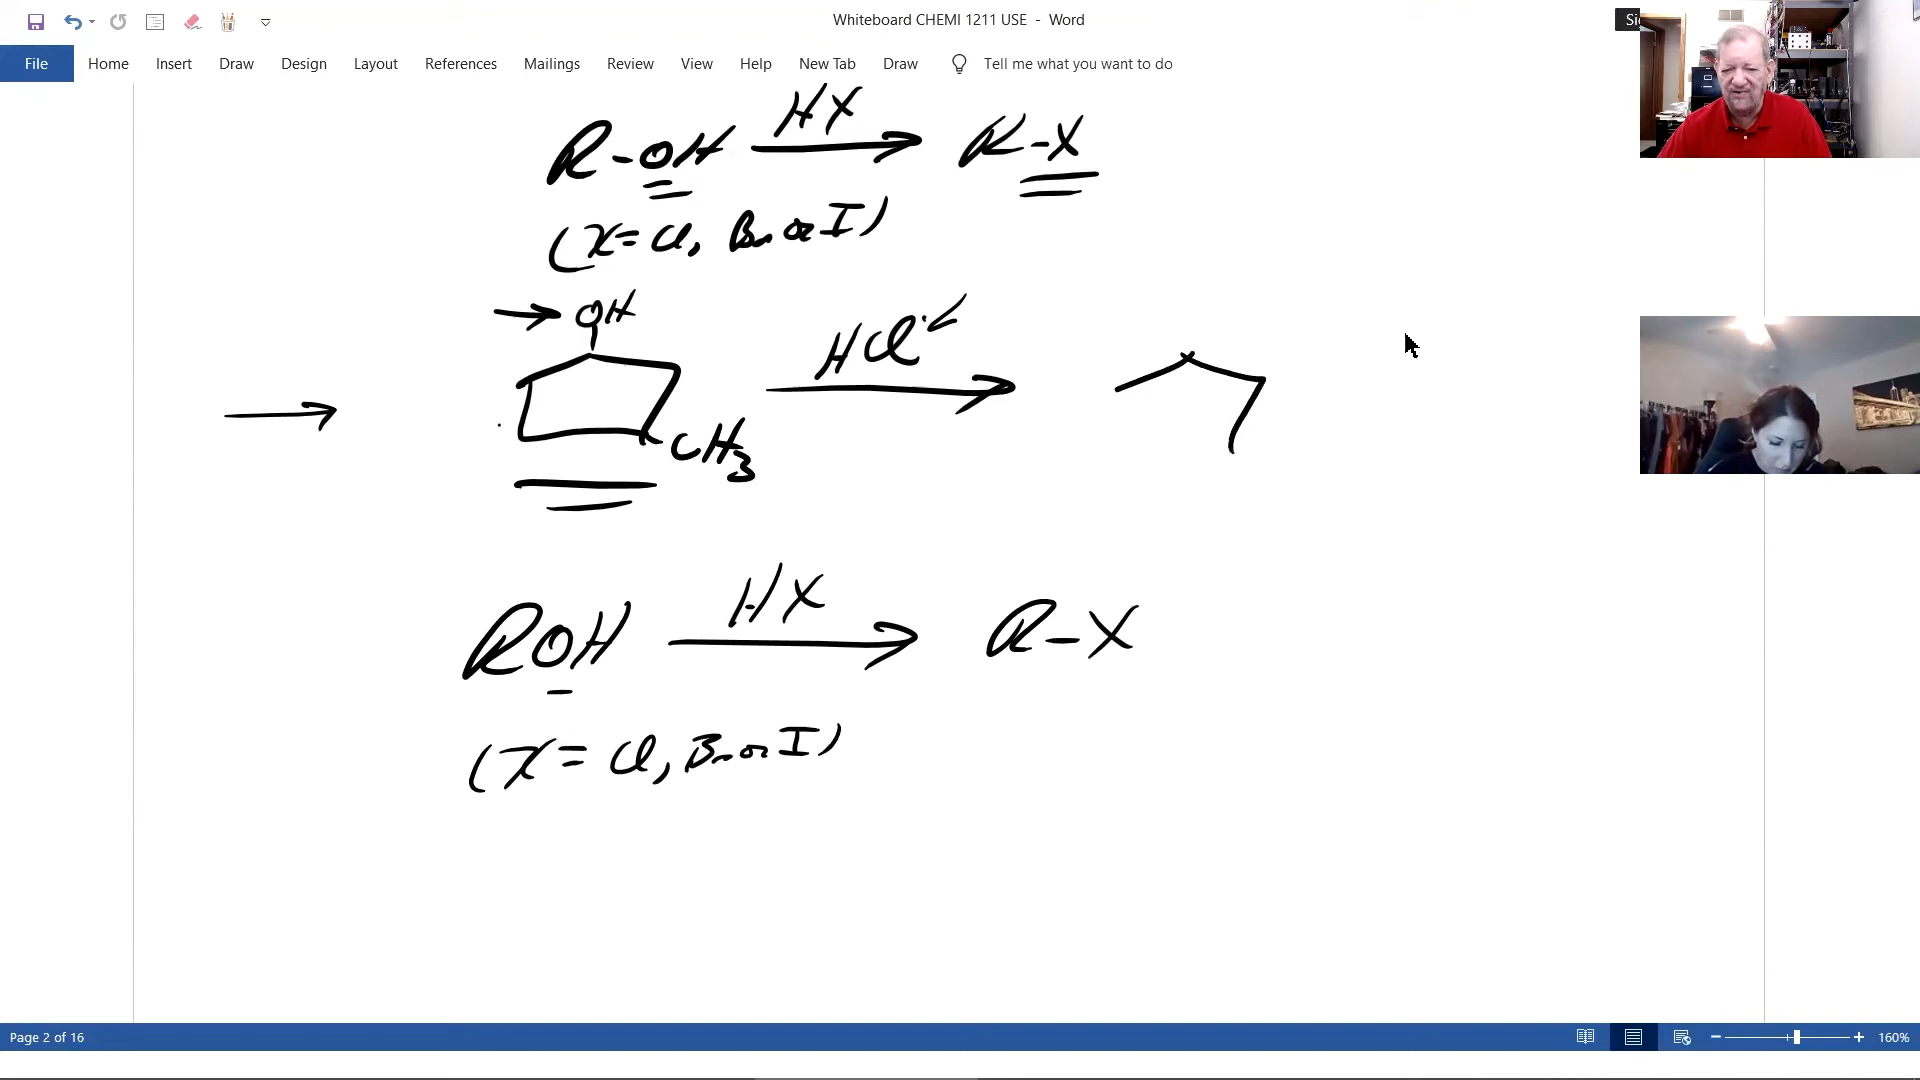 Whiteboard CHEMI 1211 USE - Word
File Home Insert Draw Design Layout References Mailings Review View Help New Tab Draw Tell me what you want to do
HX
R-OH → R-X
(X= Cl, Br or I)
→ OH
HCl
→ CH3 →
HX
ROH → R-X
(X = Cl, Br or I)
Page 2 of 16
160%